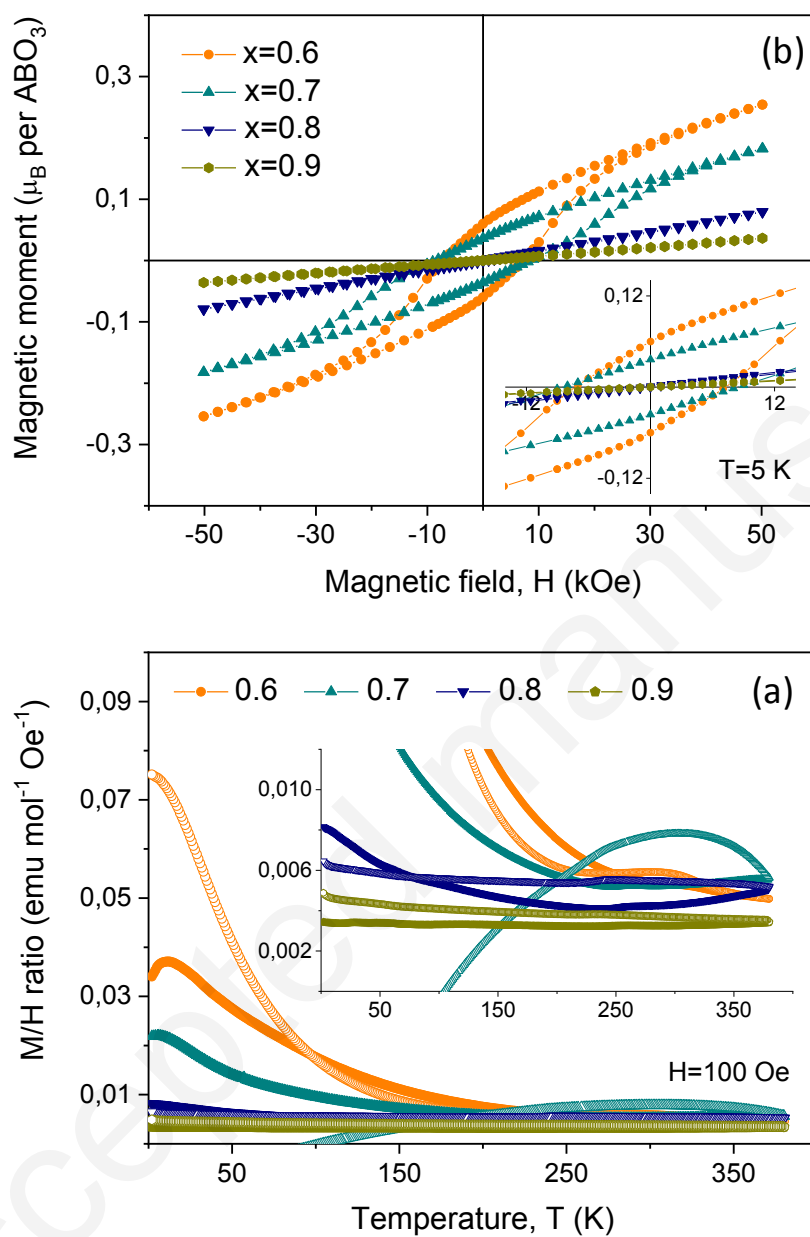 (b)
x=0.6
x=0.7
x=0.8
x=0.9
0,3
0,1
-0,1
-0,3
Magnetic moment (μB per ABO3)
0,12
-12
12
-0,12
T=5 K
-50
-30
-10
10
30
50
Magnetic field, H (kOe)
(a)
0.6
0.7
0.8
0.9
0,09
0,07
0,05
0,03
0,01
M/H ratio (emu mol⁻¹ Oe⁻¹)
0,010
0,006
0,002
50
150
250
350
H=100 Oe
50
150
250
350
Temperature, T (K)